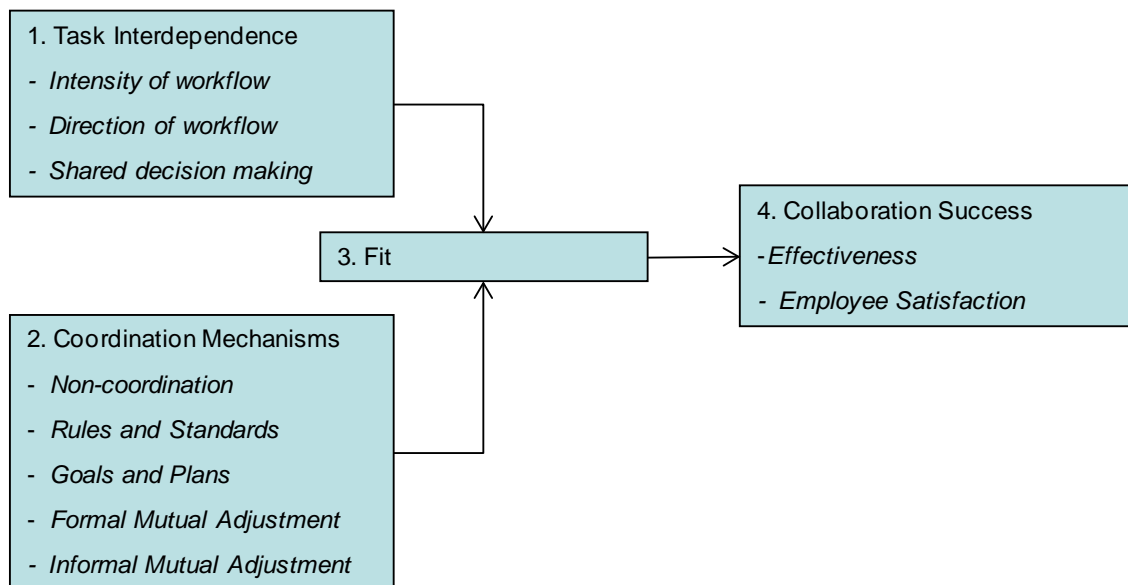 1. Task Interdependence
- Intensity of workflow
- Direction of workflow
- Shared decision making
3. Fit
4. Collaboration Success
-Effectiveness
- Employee Satisfaction
2. Coordination Mechanisms
- Non-coordination
- Rules and Standards
- Goals and Plans
- Formal Mutual Adjustment
- Informal Mutual Adjustment